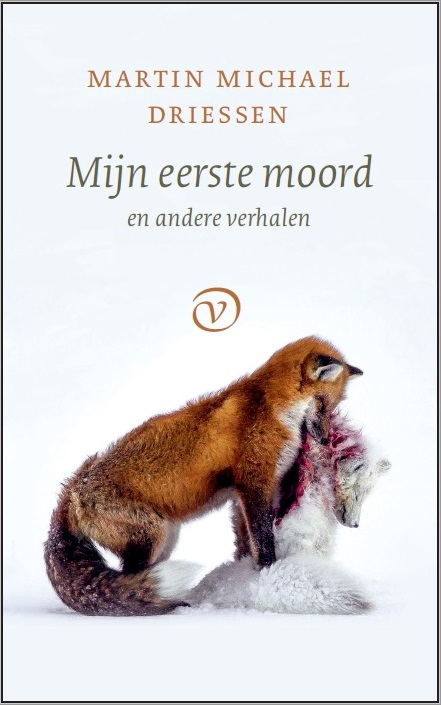 MARTIN MICHAEL
DRIESSEN
Mijn eerste moord
en andere verhalen
v